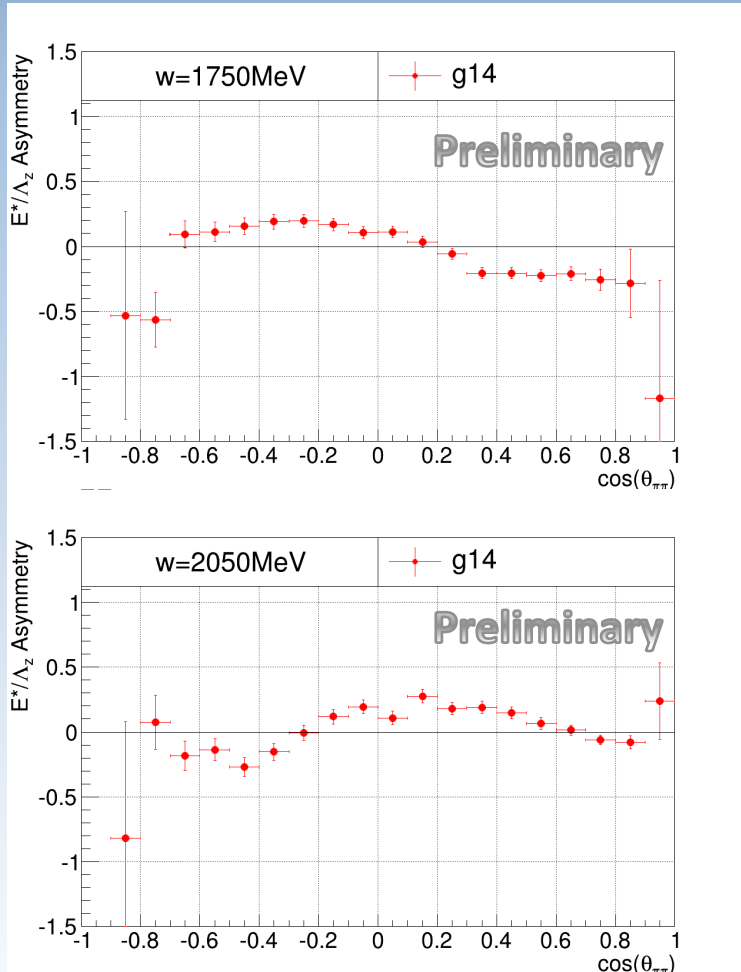 w=1750MeV
g14
Preliminary
E*/Λz Asymmetry
1.5
1
0.5
0
-0.5
-1
-1.5
-1 -0.8 -0.6 -0.4 -0.2 0 0.2 0.4 0.6 0.8 1
cos(θππ)
w=2050MeV
g14
Preliminary
E*/Λz Asymmetry
1.5
1
0.5
0
-0.5
-1
-1.5
-1 -0.8 -0.6 -0.4 -0.2 0 0.2 0.4 0.6 0.8 1
cos(θππ)